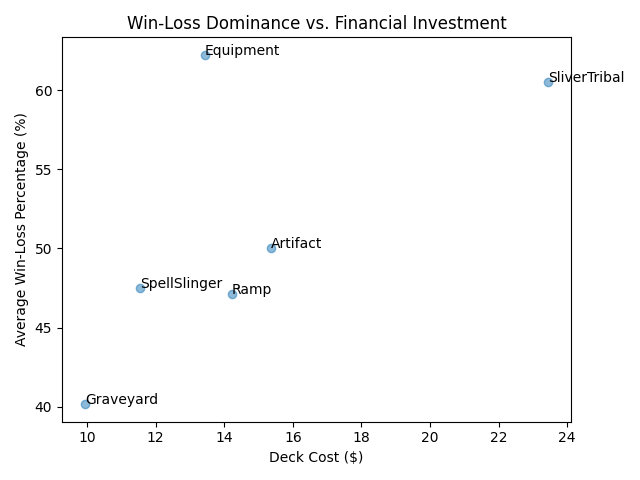 Win-Loss Dominance vs. Financial Investment
Equipment
SliverTribal
60
Average Win-Loss Percentage (%)
55
Artifact
50
SpellSlinger
Ramp
45
Graveyard
40
10 12 14 16 18 20 22 24
Deck Cost ($)